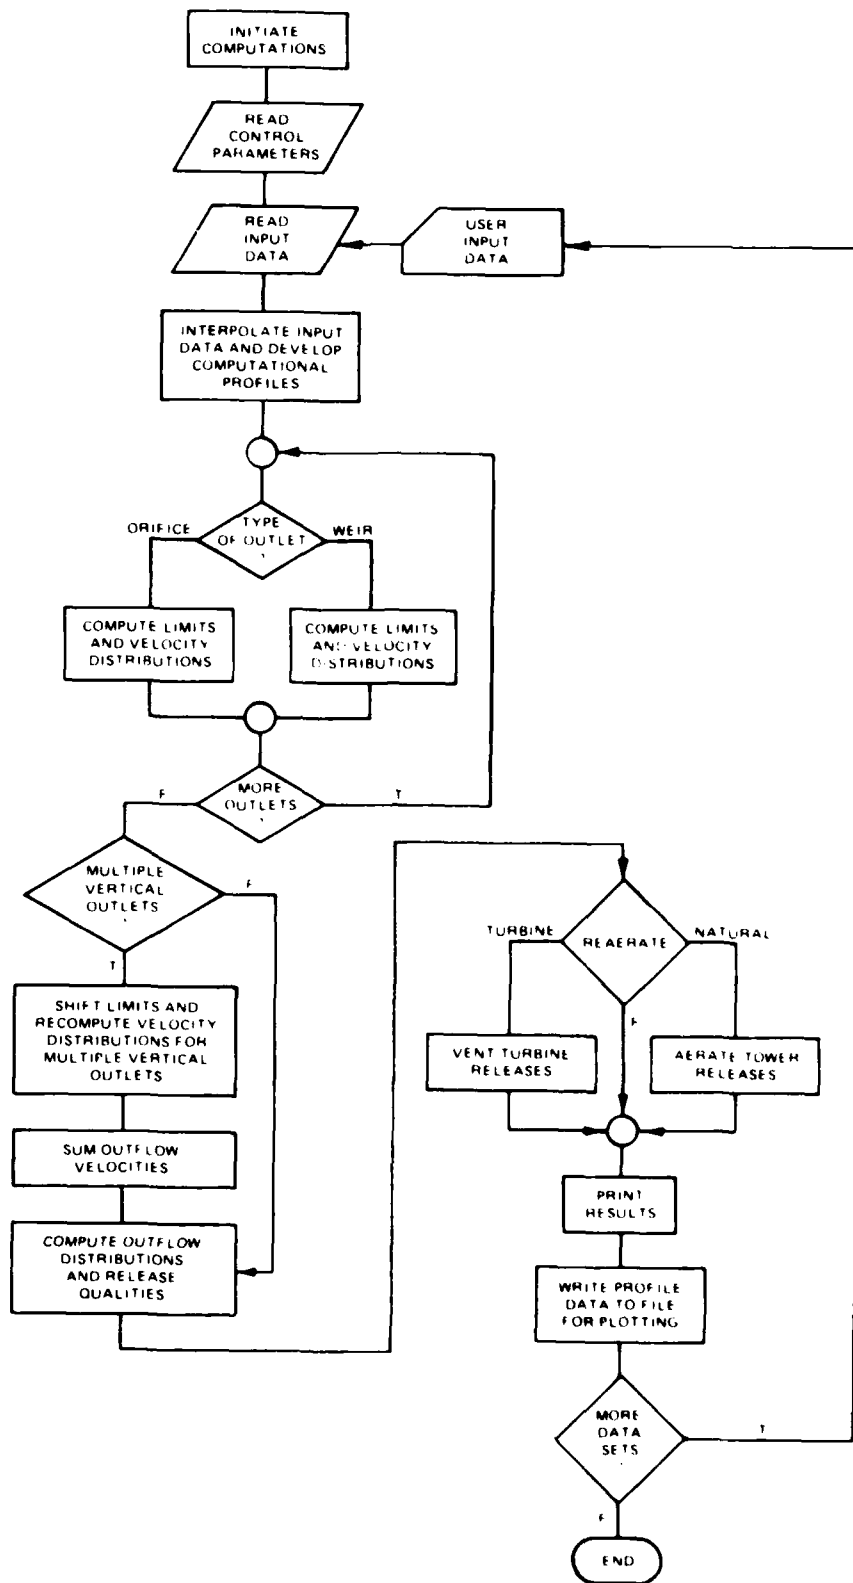 INITIATE
COMPUTATIONS
READ
CONTROL
PARAMETERS
READ
INPUT
DATA
USER
INPUT
DATA
INTERPOLATE INPUT
DATA AND DEVELOP
COMPUTATIONAL
PROFILES
ORIFICE
TYPE
OF OUTLET
?
WEIR
COMPUTE LIMITS
AND VELOCITY
DISTRIBUTIONS
COMPUTE LIMITS
AND VELOCITY
DISTRIBUTIONS
F
MORE
OUTLETS
?
T
MULTIPLE
VERTICAL
OUTLETS
?
F
T
SHIFT LIMITS AND
RECOMPUTE VELOCITY
DISTRIBUTIONS FOR
MULTIPLE VERTICAL
OUTLETS
SUM OUTFLOW
VELOCITIES
COMPUTE OUTFLOW
DISTRIBUTIONS
AND RELEASE
QUALITIES
TURBINE
REAERATE
NATURAL
F
VENT TURBINE
RELEASES
AERATE TOWER
RELEASES
PRINT
RESULTS
WRITE PROFILE
DATA TO FILE
FOR PLOTTING
MORE
DATA
SETS
?
T
F
END